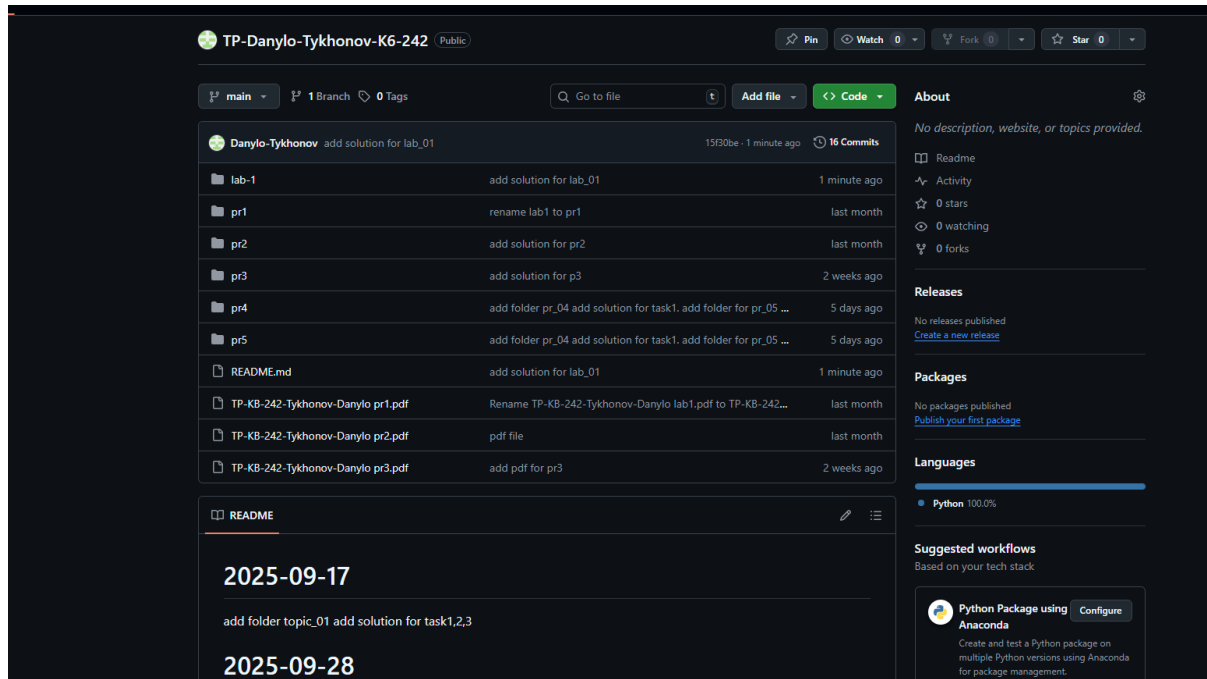 TP-Danylo-Tykhonov-K6-242 Public
Pin Watch 0 Fork 0 Star 0
main 1 Branch 0 Tags Go to file t Add file Code
Danylo-Tykhonov add solution for lab_01 15f30be · 1 minute ago 16 Commits
lab-1 add solution for lab_01 1 minute ago
pr1 rename lab1 to pr1 last month
pr2 add solution for pr2 last month
pr3 add solution for p3 2 weeks ago
pr4 add folder pr_04 add solution for task1. add folder for pr_05 ... 5 days ago
pr5 add folder pr_04 add solution for task1. add folder for pr_05 ... 5 days ago
README.md add solution for lab_01 1 minute ago
TP-KB-242-Tykhonov-Danylo pr1.pdf Rename TP-KB-242-Tykhonov-Danylo lab1.pdf to TP-KB-242... last month
TP-KB-242-Tykhonov-Danylo pr2.pdf pdf file last month
TP-KB-242-Tykhonov-Danylo pr3.pdf add pdf for pr3 2 weeks ago
README
2025-09-17
add folder topic_01 add solution for task1,2,3
2025-09-28
About
No description, website, or topics provided.
Readme
Activity
0 stars
0 watching
0 forks
Releases
No releases published
Create a new release
Packages
No packages published
Publish your first package
Languages
Python 100.0%
Suggested workflows
Based on your tech stack
Python Package using Configure
Anaconda
Create and test a Python package on
multiple Python versions using Anaconda
for package management.